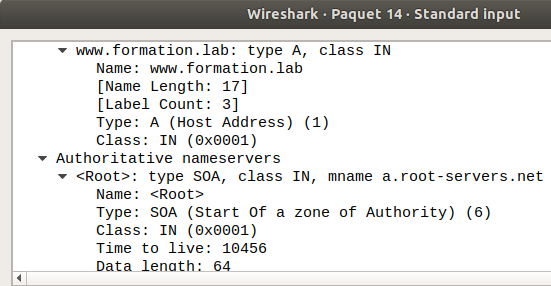 Wireshark · Paquet 14 · Standard input
www.formation.lab: type A, class IN
Name: www.formation.lab
[Name Length: 17]
[Label Count: 3]
Type: A (Host Address) (1)
Class: IN (0x0001)
Authoritative nameservers
<Root>: type SOA, class IN, mname a.root-servers.net
Name: <Root>
Type: SOA (Start Of a zone of Authority) (6)
Class: IN (0x0001)
Time to live: 10456
Data length: 64